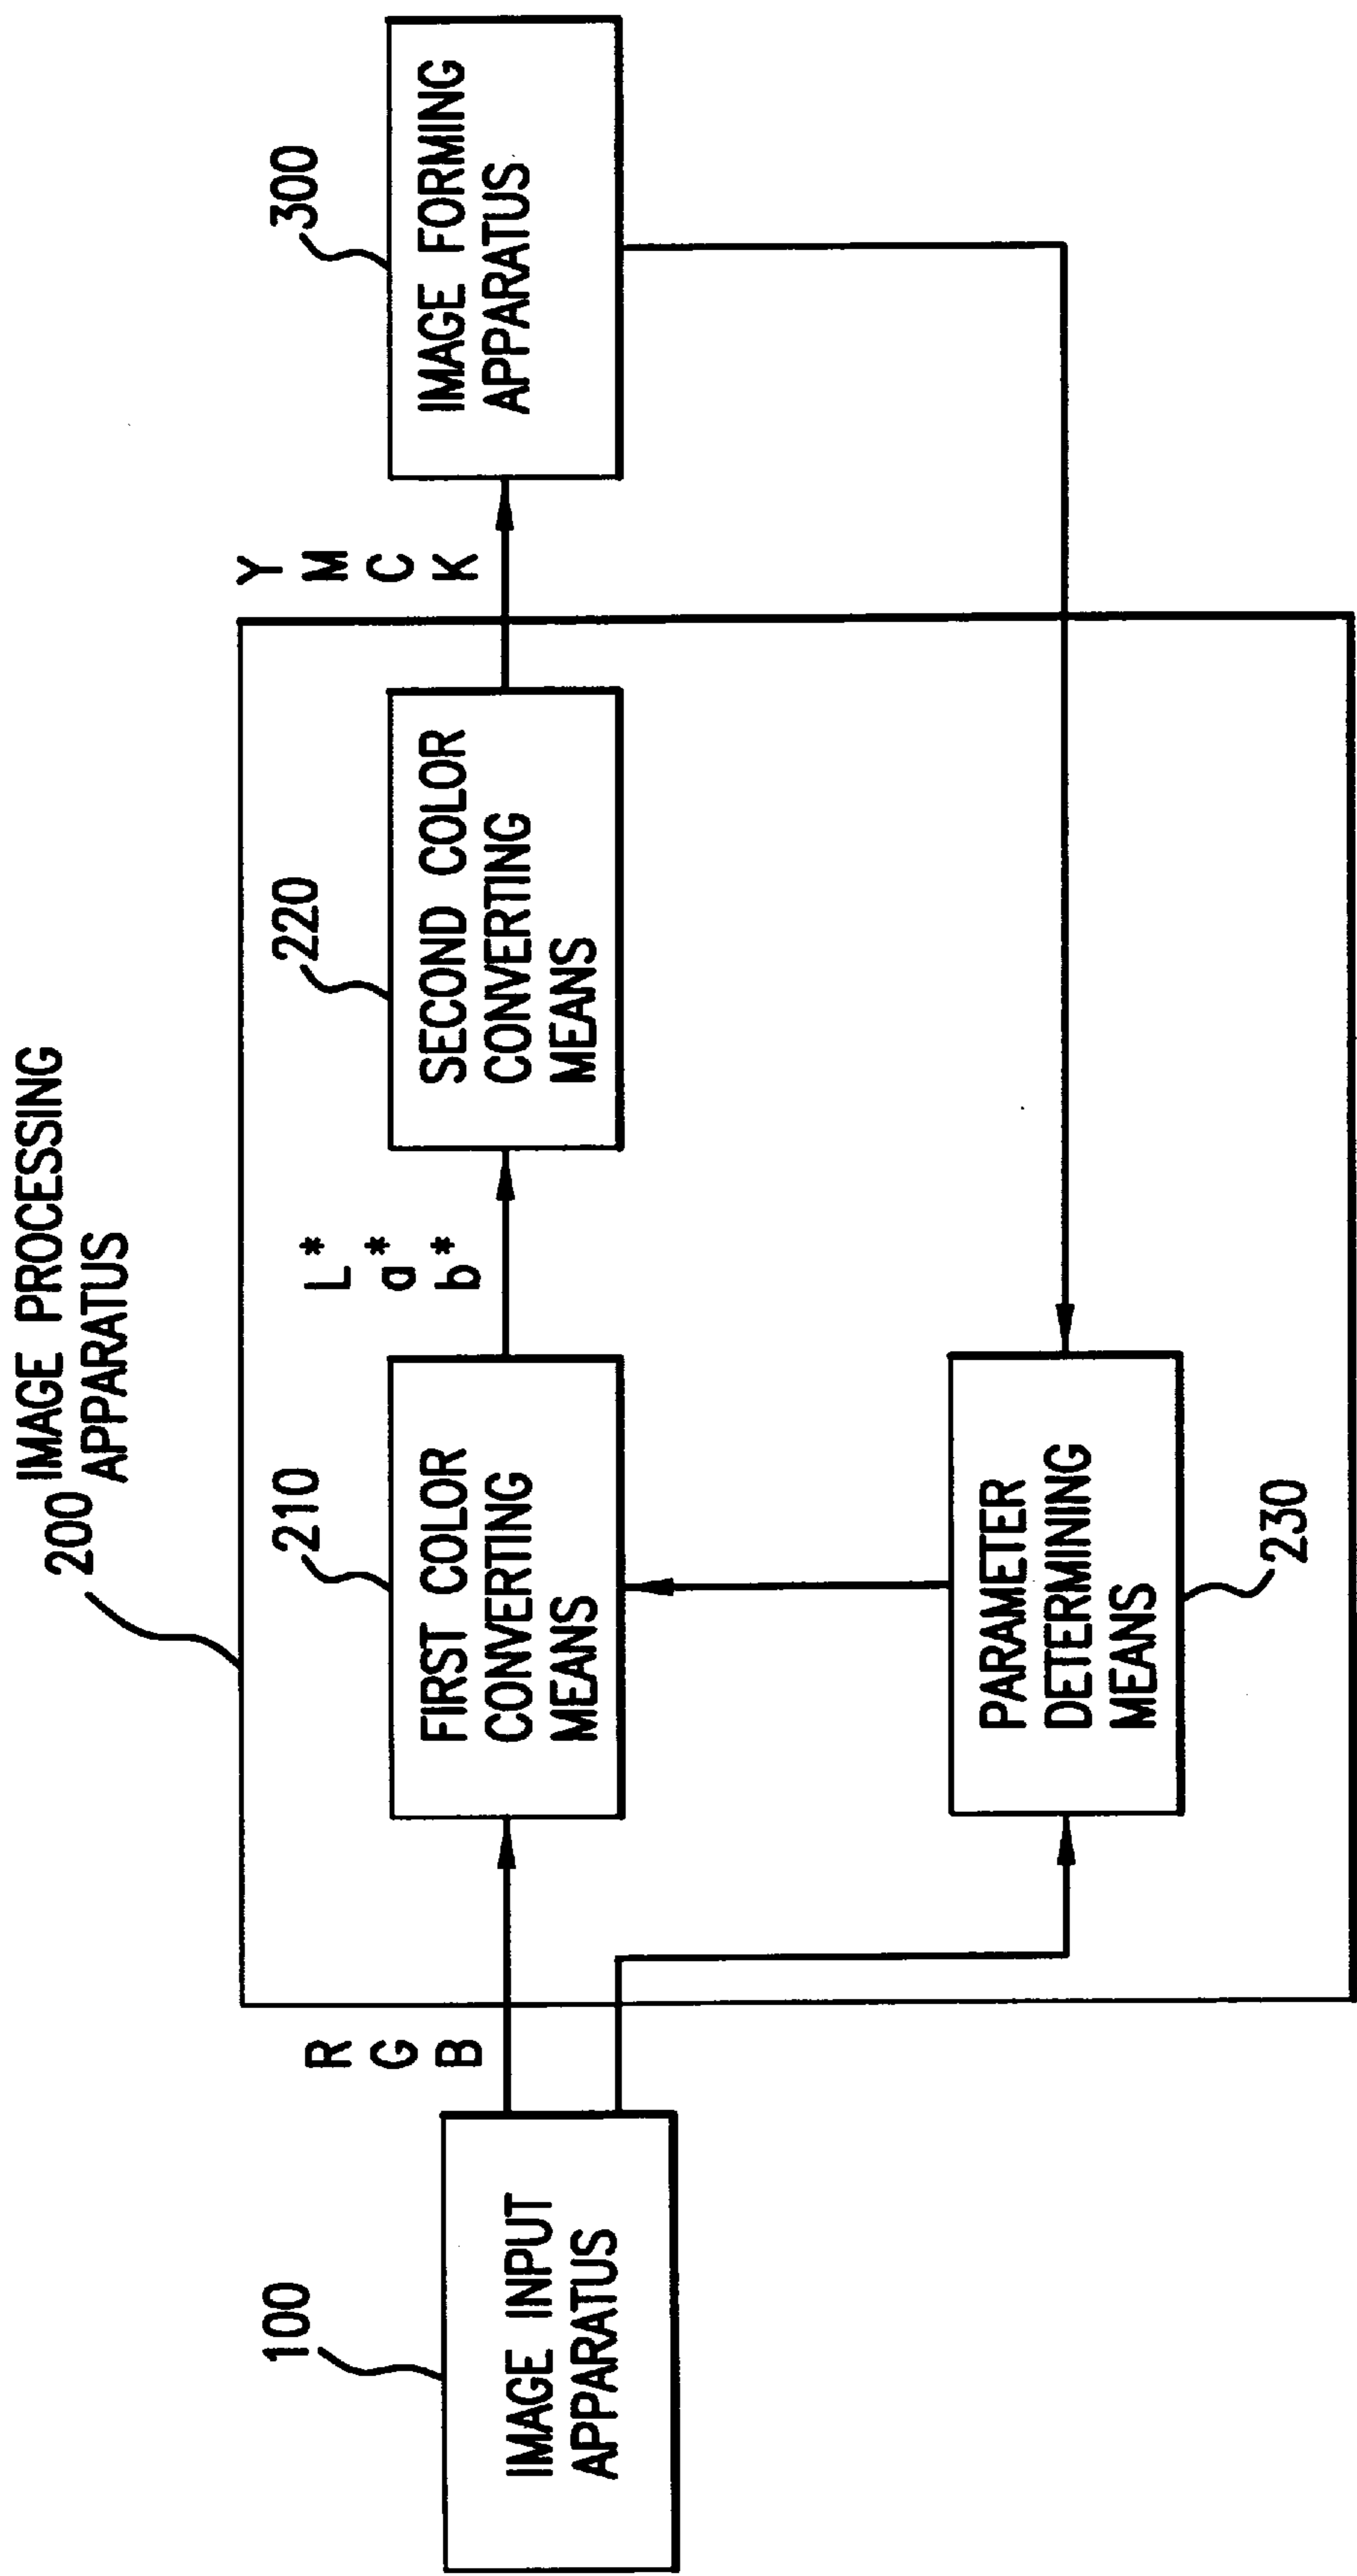 IMAGE PROCESSING
APPARATUS
200
100
IMAGE INPUT
APPARATUS
R
G
B
210
FIRST COLOR
CONVERTING
MEANS
L*
a*
b*
220
SECOND COLOR
CONVERTING
MEANS
Y
M
C
K
300
IMAGE FORMING
APPARATUS
PARAMETER
DETERMINING
MEANS
230